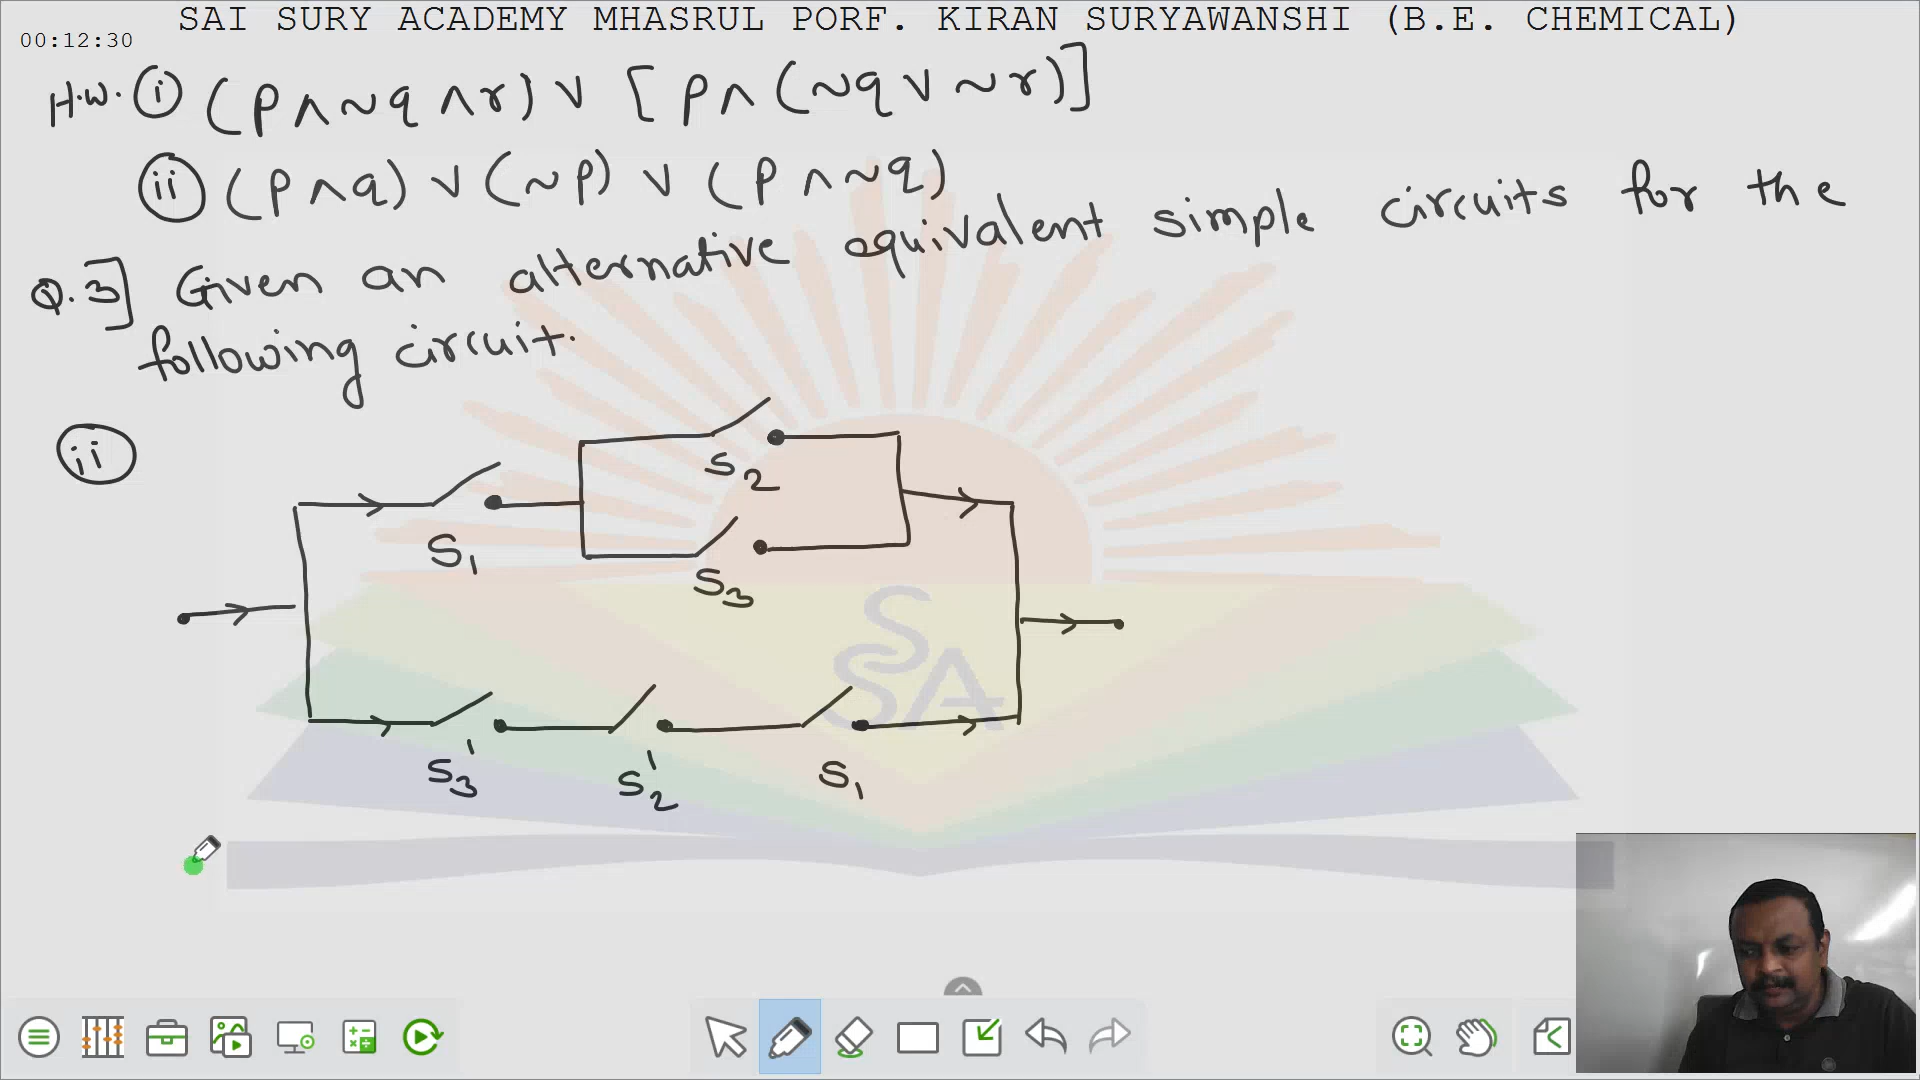 SAI SURY ACADEMY MHASRUL PORF. KIRAN SURYAWANSHI (B.E. CHEMICAL)
00:12:30
H.W. (i) (p ∧ ~q ∧ r) ∨ [p ∧ (~q ∨ ~r)]
(ii) (p ∧ q) ∨ (~p) ∨ (p ∧ ~q)
Q.3] Given an alternative equivalent simple circuits for the
following circuit.
(ii)
S2
S1
S3
SSA
S3' S2' S1